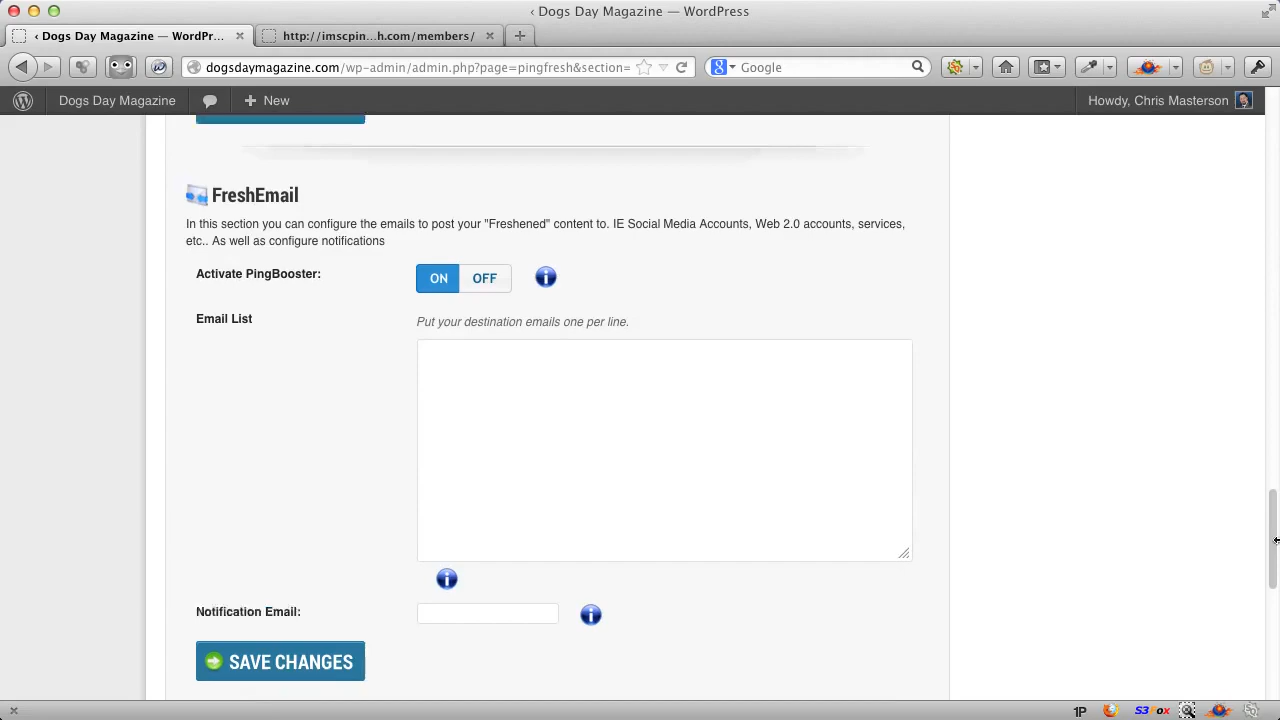 ‹ Dogs Day Magazine — WordPress
‹ Dogs Day Magazine — WordPr...
http://imscpin...h.com/members/
dogsdaymagazine.com/wp-admin/admin.php?page=pingfresh&section=
Google
Dogs Day Magazine
New
Howdy, Chris Masterson
FreshEmail
In this section you can configure the emails to post your "Freshened" content to. IE Social Media Accounts, Web 2.0 accounts, services,
etc.. As well as configure notifications
Activate PingBooster:
ON
OFF
Email List
Put your destination emails one per line.
Notification Email:
SAVE CHANGES
1P
S3Fox